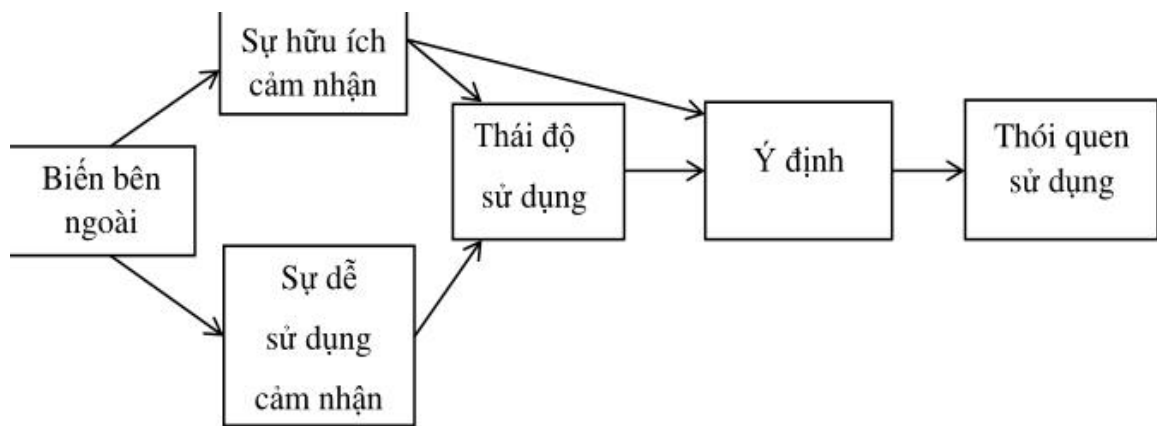 Sự hữu ích
cảm nhận
Biến bên
ngoài
Sự dễ
sử dụng
cảm nhận
Thái độ
sử dụng
Ý định
Thói quen
sử dụng